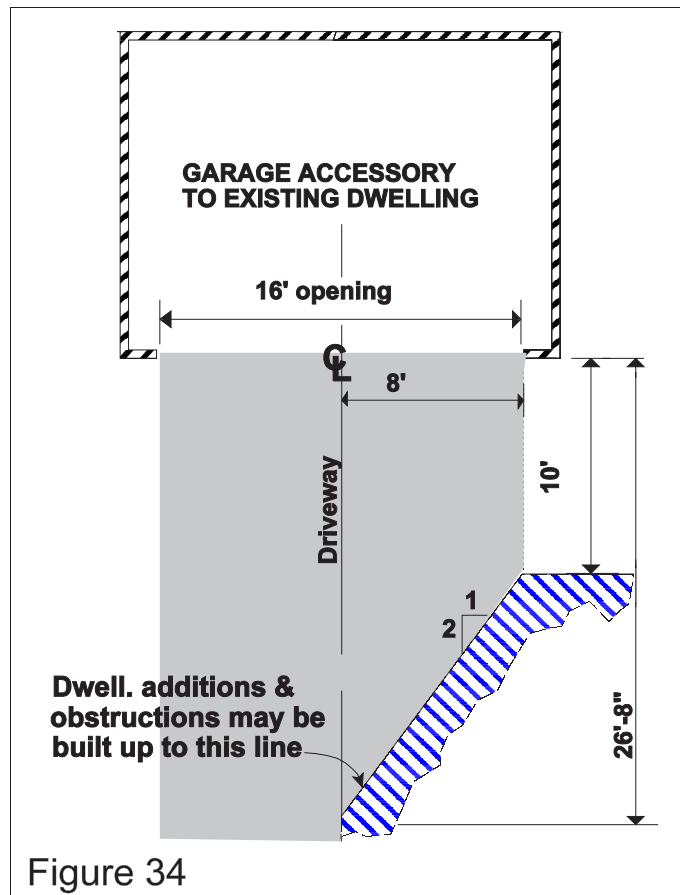 GARAGE ACCESSORY
TO EXISTING DWELLING
16' opening
CL
8'
Driveway
10'
1
2
Dwell. additions &
obstructions may be
built up to this line
26'-8"
Figure 34